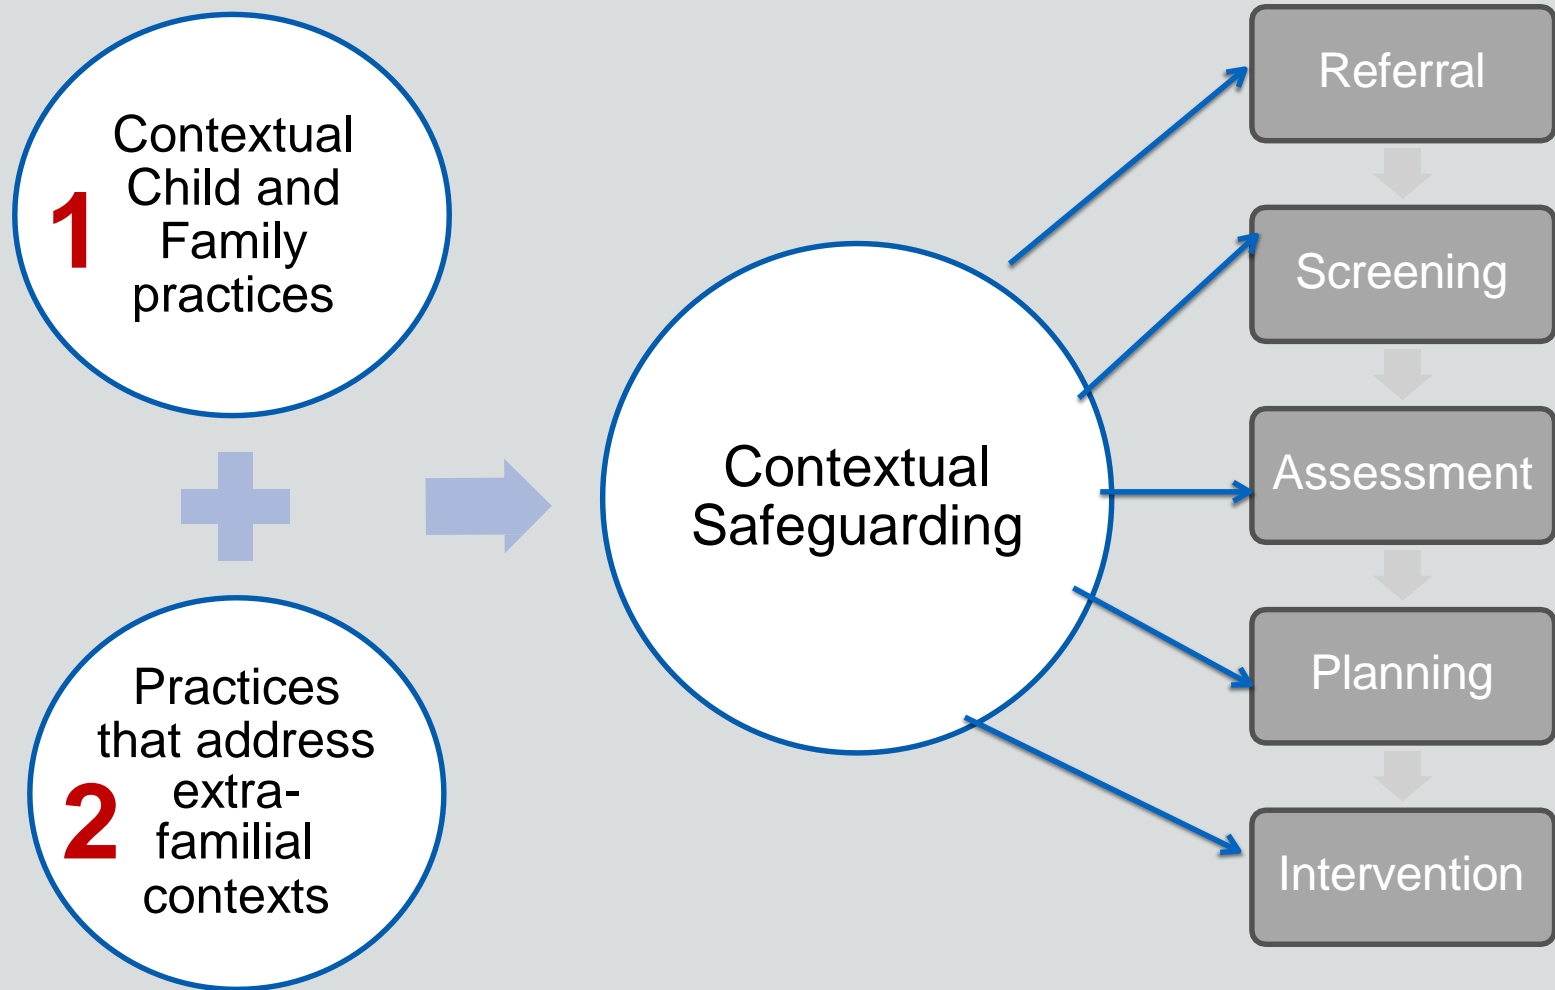 1
Contextual
Child and
Family
practices
2
Practices
that address
extra-
familial
contexts
Contextual
Safeguarding
Referral
Screening
Assessment
Planning
Intervention